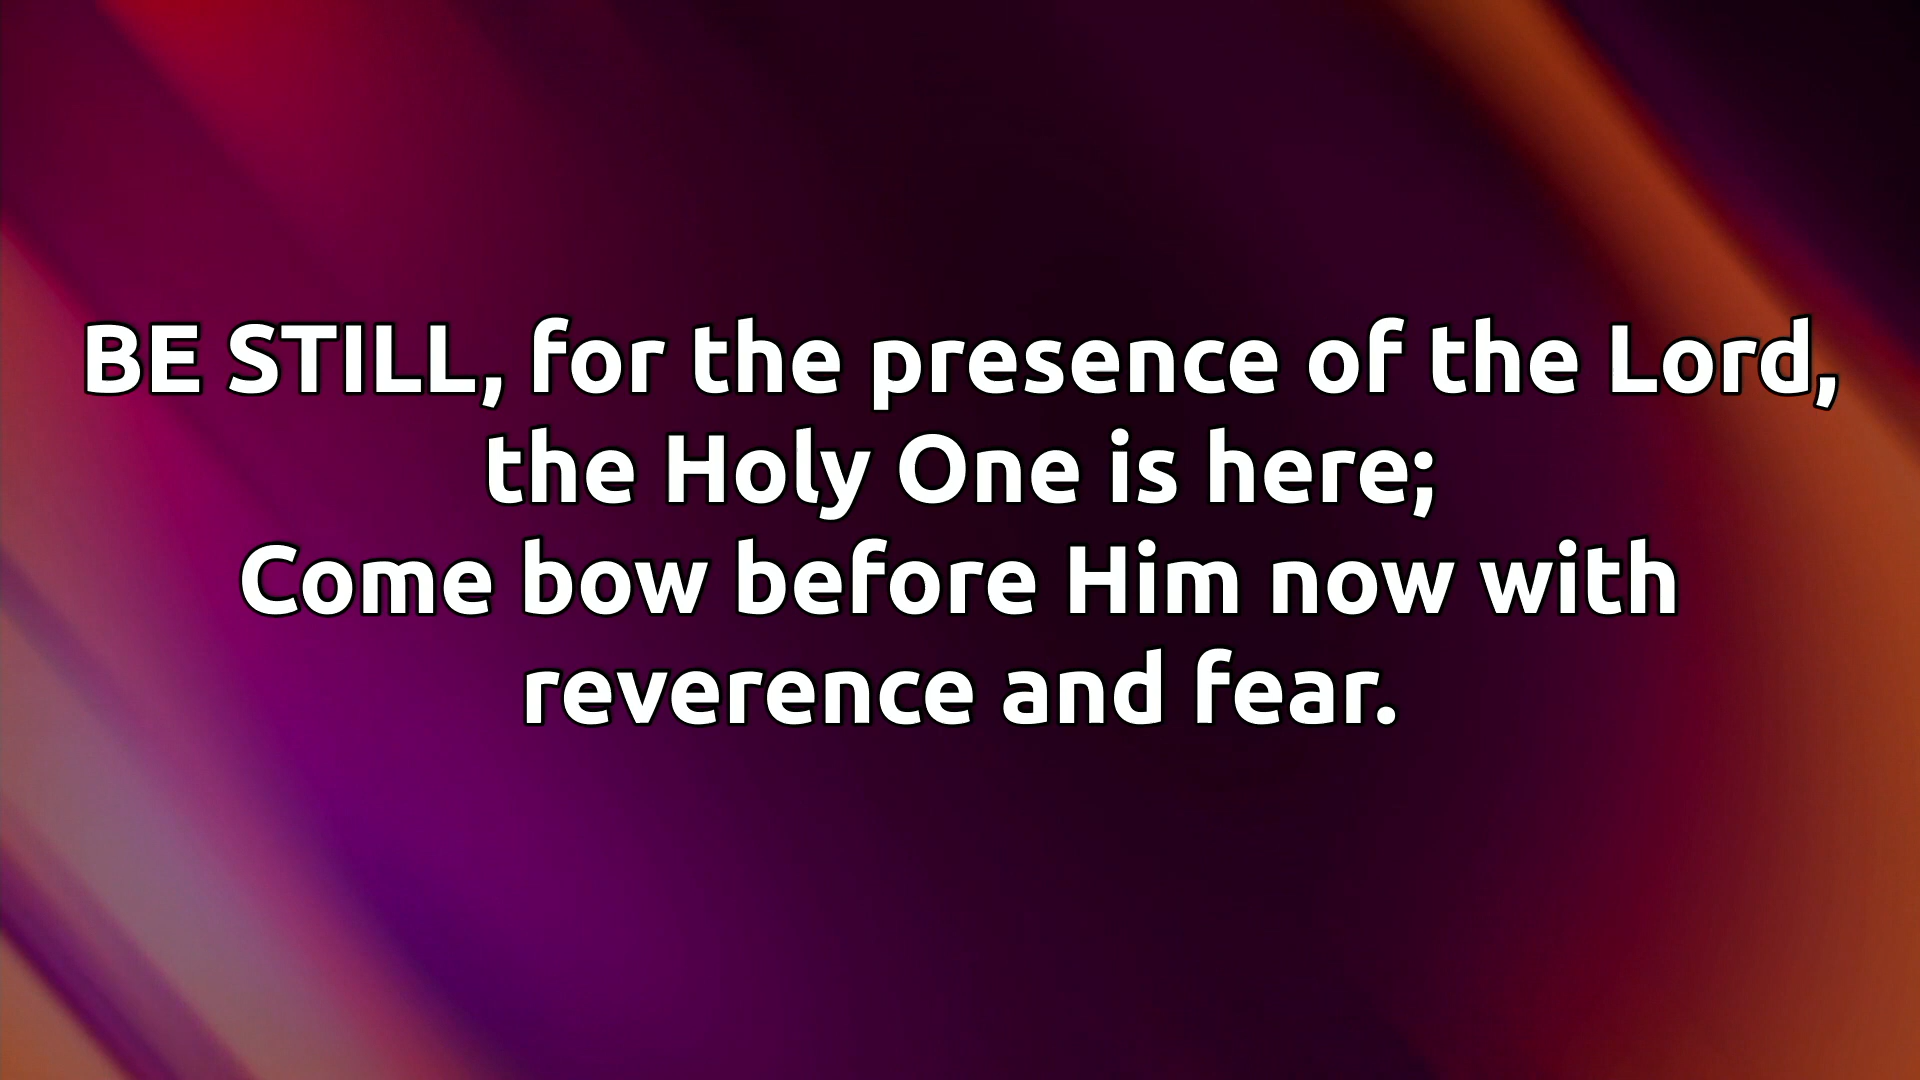 BE STILL, for the presence of the Lord,
the Holy One is here;
Come bow before Him now with
reverence and fear.